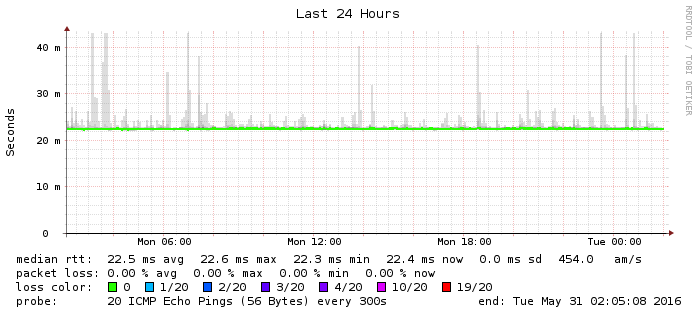 Last 24 Hours
RRDTOOL / TOBI OETIKER
Seconds
40 m
30 m
20 m
10 m
0
Mon 06:00 Mon 12:00 Mon 18:00 Tue 00:00
median rtt: 22.5 ms avg 22.6 ms max 22.3 ms min 22.4 ms now 0.0 ms sd 454.0 am/s
packet loss: 0.00 % avg 0.00 % max 0.00 % min 0.00 % now
loss color: 0 1/20 2/20 3/20 4/20 10/20 19/20
probe: 20 ICMP Echo Pings (56 Bytes) every 300s end: Tue May 31 02:05:08 2016